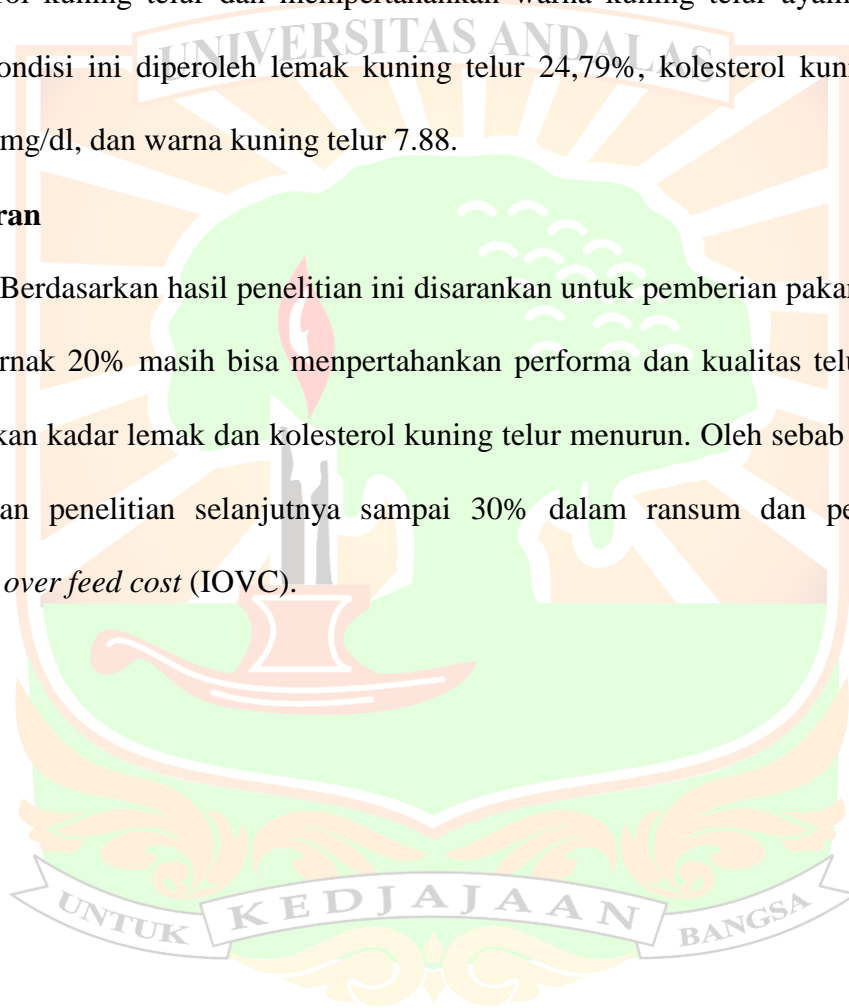 rol kuning telur dan mempertahankan warna kuning telur ayam
UNIVERSITAS ANDALAS
ondisi ini diperoleh lemak kuning telur 24,79%, kolesterol kuni
mg/dl, dan warna kuning telur 7.88.
ran
Berdasarkan hasil penelitian ini disarankan untuk pemberian pakan
rnak 20% masih bisa menpertahankan performa dan kualitas telu
kan kadar lemak dan kolesterol kuning telur menurun. Oleh sebab
an penelitian selanjutnya sampai 30% dalam ransum dan pe
over feed cost (IOVC).
UNTUK KEDJAJAAN BANGSA